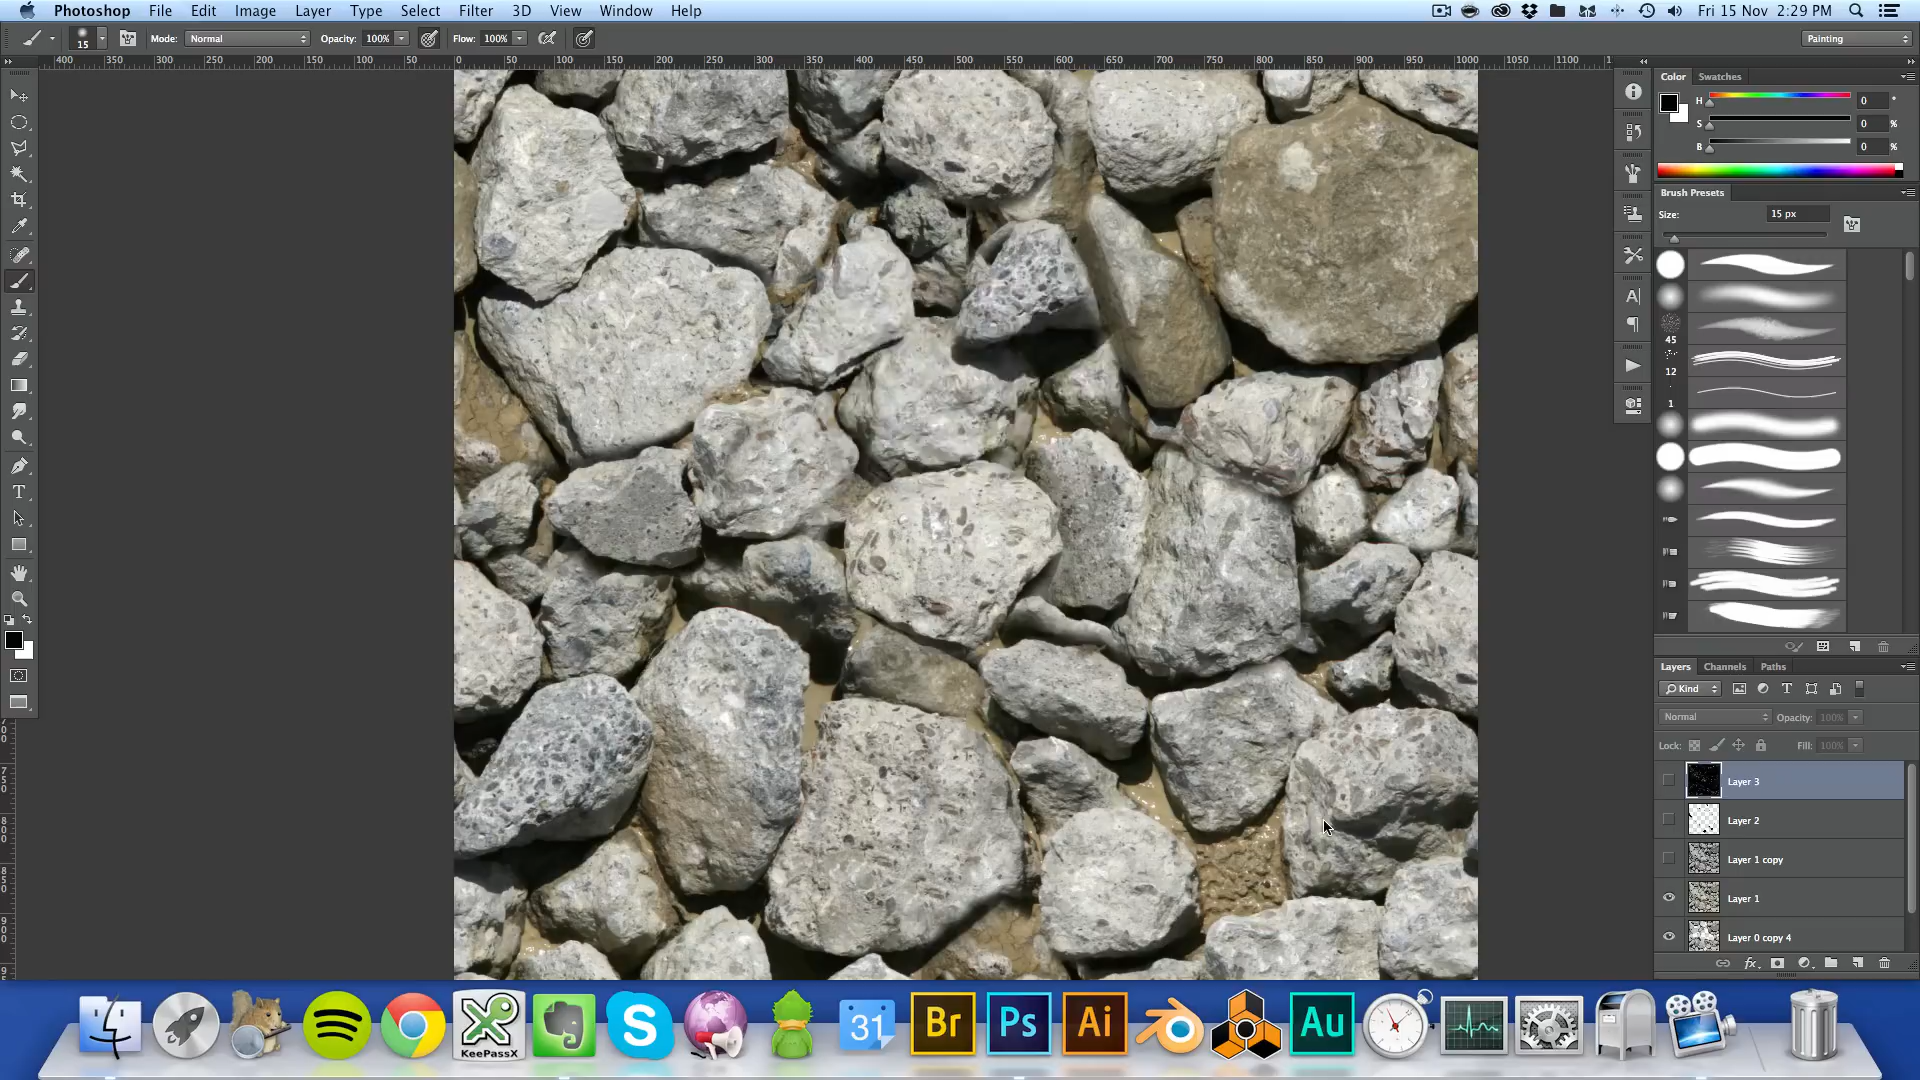 Photoshop File Edit Image Layer Type Select Filter 3D View Window Help Fri 15 Nov 2:29 PM
15 Mode: Normal Opacity: 100% Flow: 100% Painting
400 350 300 250 200 150 100 50 0 50 100 150 200 250 300 350 400 450 500 550 600 650 700 750 800 850 900 950 1000 1050 1100 1
Color Swatches
H 0 °
S 0 %
B 0 %
Brush Presets
Size: 15 px
45
12
1
Layers Channels Paths
Kind
Normal Opacity: 100%
Lock: Fill: 100%
Layer 3
Layer 2
Layer 1 copy
Layer 1
Layer 0 copy 4
750
800
850
900
KeePassX
S
31
Br
Ps
Ai
Au